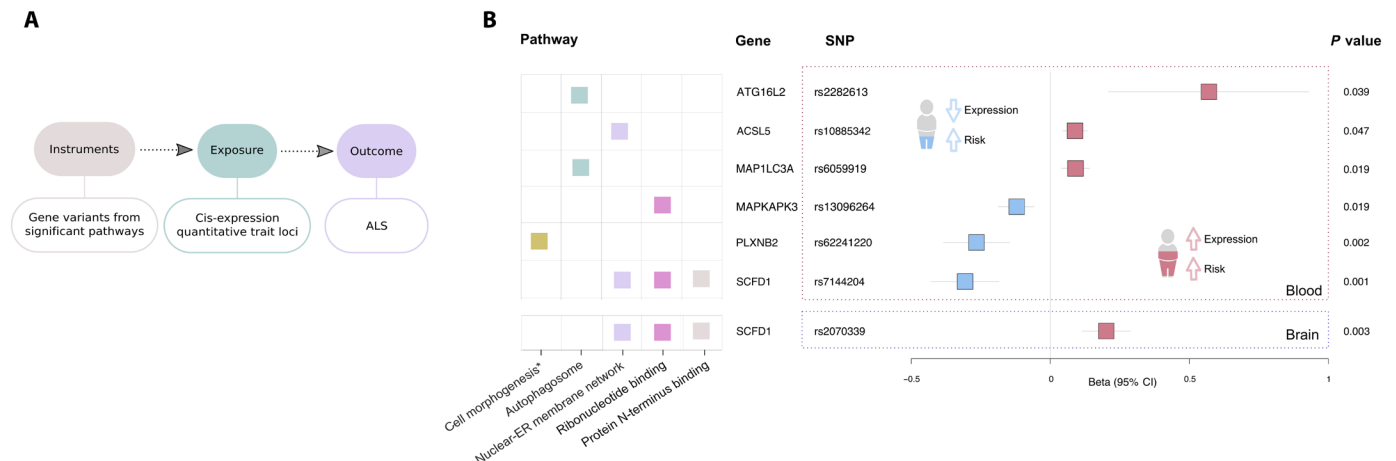 A
Instruments
Exposure
Outcome
Gene variants from
significant pathways
Cis-expression
quantitative trait loci
ALS
B
Pathway
Gene
SNP
P value
ATG16L2
rs2282613
0.039
ACSL5
rs10885342
0.047
MAP1LC3A
rs6059919
0.019
MAPKAPK3
rs13096264
0.019
PLXNB2
rs62241220
0.002
SCFD1
rs7144204
0.001
Expression
Risk
Expression
Risk
Blood
SCFD1
rs2070339
0.003
Brain
−0.5
0
0.5
1
Beta (95% CI)
Cell morphogenesis*
Autophagosome
Nuclear-ER membrane network
Ribonucleotide binding
Protein N-terminus binding